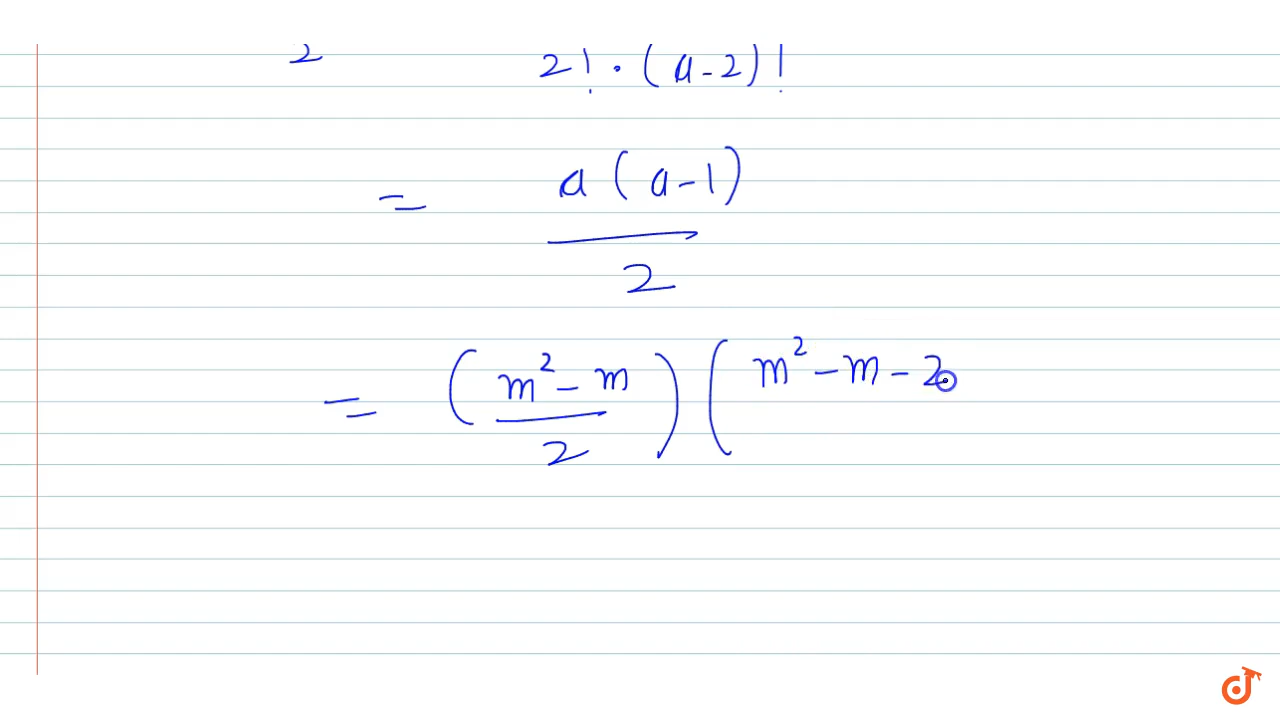 2 2! · (a-2)!
= a(a-1)
2
= (m²-m / 2) (m²-m-2